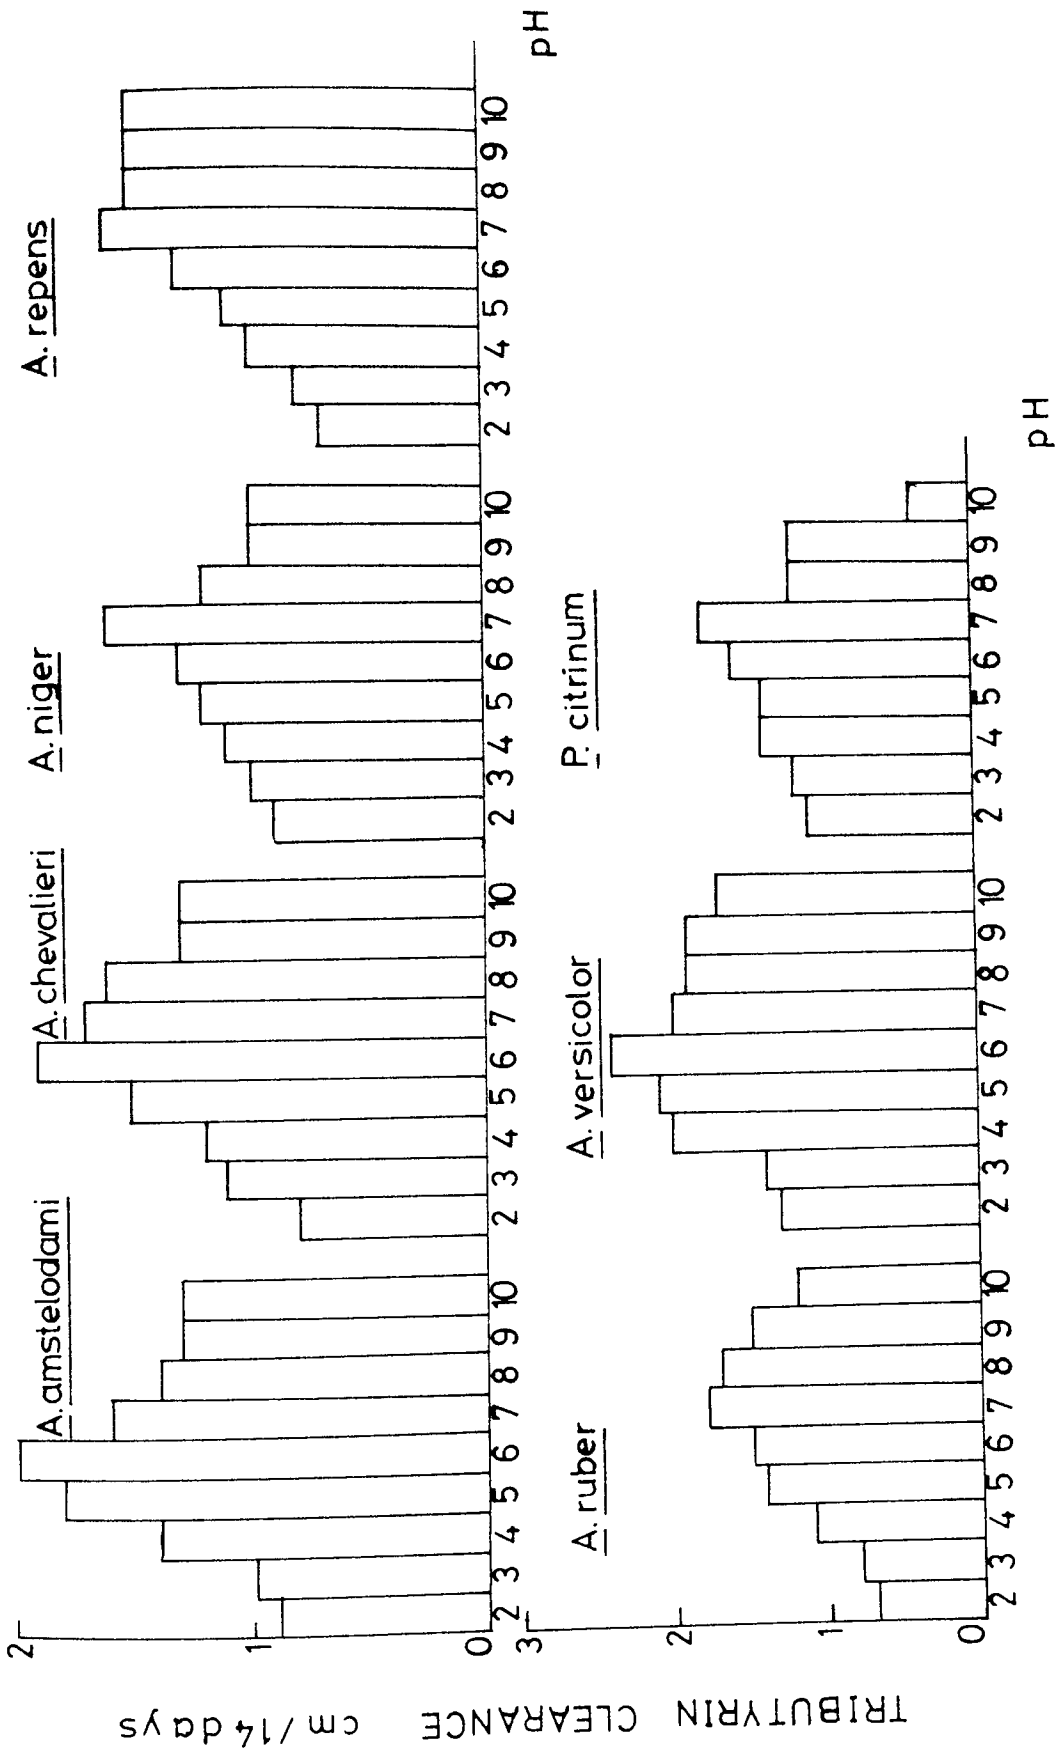 TRIBUTYRIN CLEARANCE cm/14 days
A. amstelodami
A. chevalieri
A. niger
A. repens
2
1
0
2 3 4 5 6 7 8 9 10
2 3 4 5 6 7 8 9 10
2 3 4 5 6 7 8 9 10
2 3 4 5 6 7 8 9 10
pH
A. ruber
A. versicolor
P. citrinum
3
2
1
0
2 3 4 5 6 7 8 9 10
2 3 4 5 6 7 8 9 10
2 3 4 5 6 7 8 9 10
pH